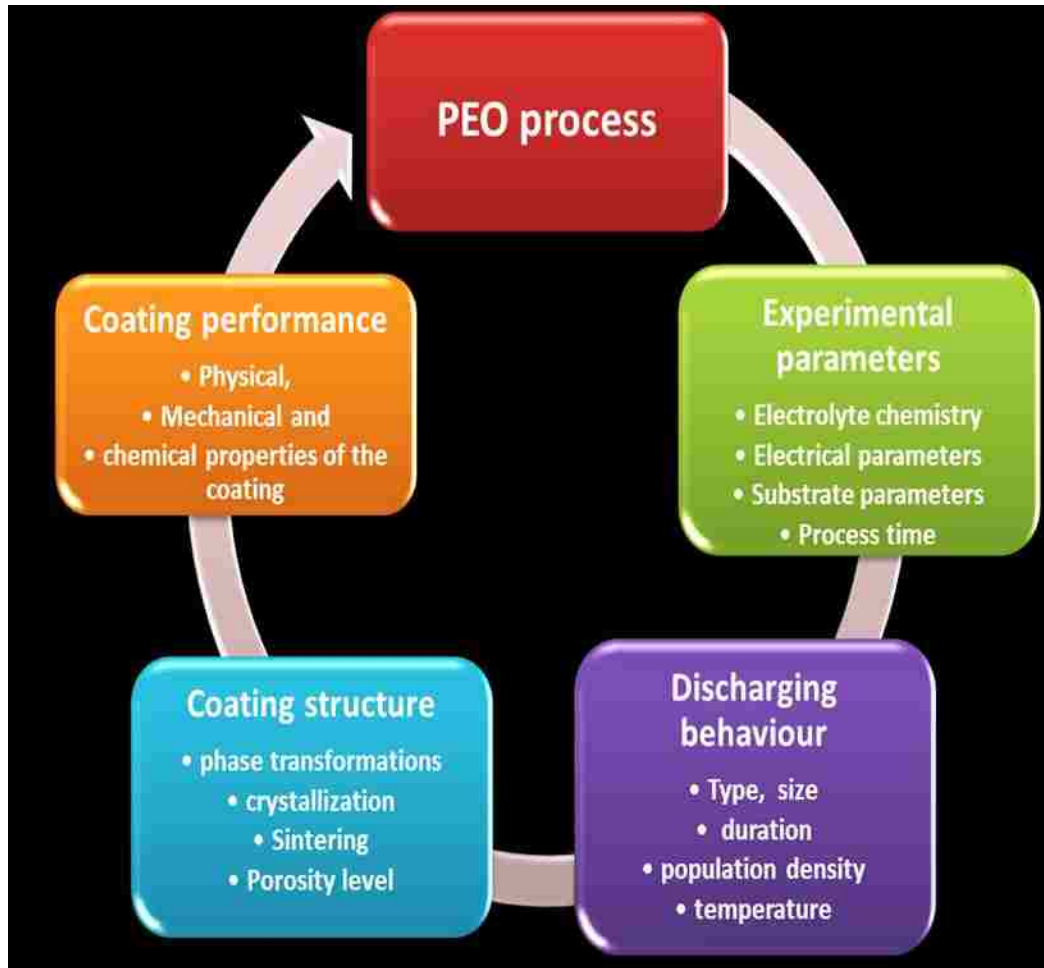 PEO process
Experimental
parameters
• Electrolyte chemistry
• Electrical parameters
• Substrate parameters
• Process time
Discharging
behaviour
• Type, size
• duration
• population density
• temperature
Coating structure
• phase transformations
• crystallization
• Sintering
• Porosity level
Coating performance
• Physical,
• Mechanical and
• chemical properties of the
coating